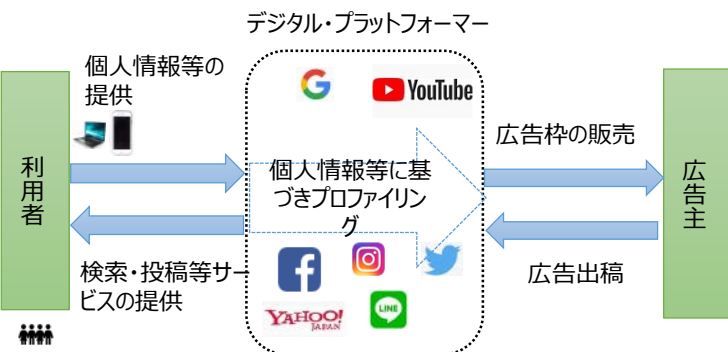 デジタル・プラットフォーマー
個人情報等の
提供
YouTube
広告枠の販売
利用者
個人情報等に基
づきプロファイリン
グ
広告主
検索・投稿等サー
ビスの提供
広告出稿
YAHOO!
JAPAN
LINE